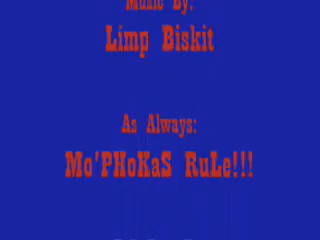 Music By:
Limp Biskit
As Always:
Mo'PHoKaS RuLe!!!